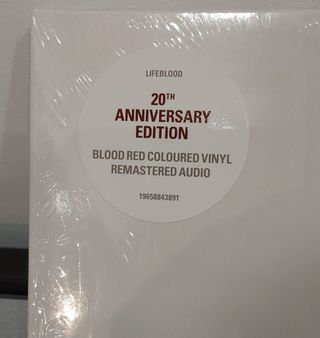 LIFEBLOOD
20TH
ANNIVERSARY
EDITION
BLOOD RED COLOURED VINYL
REMASTERED AUDIO
19658843891